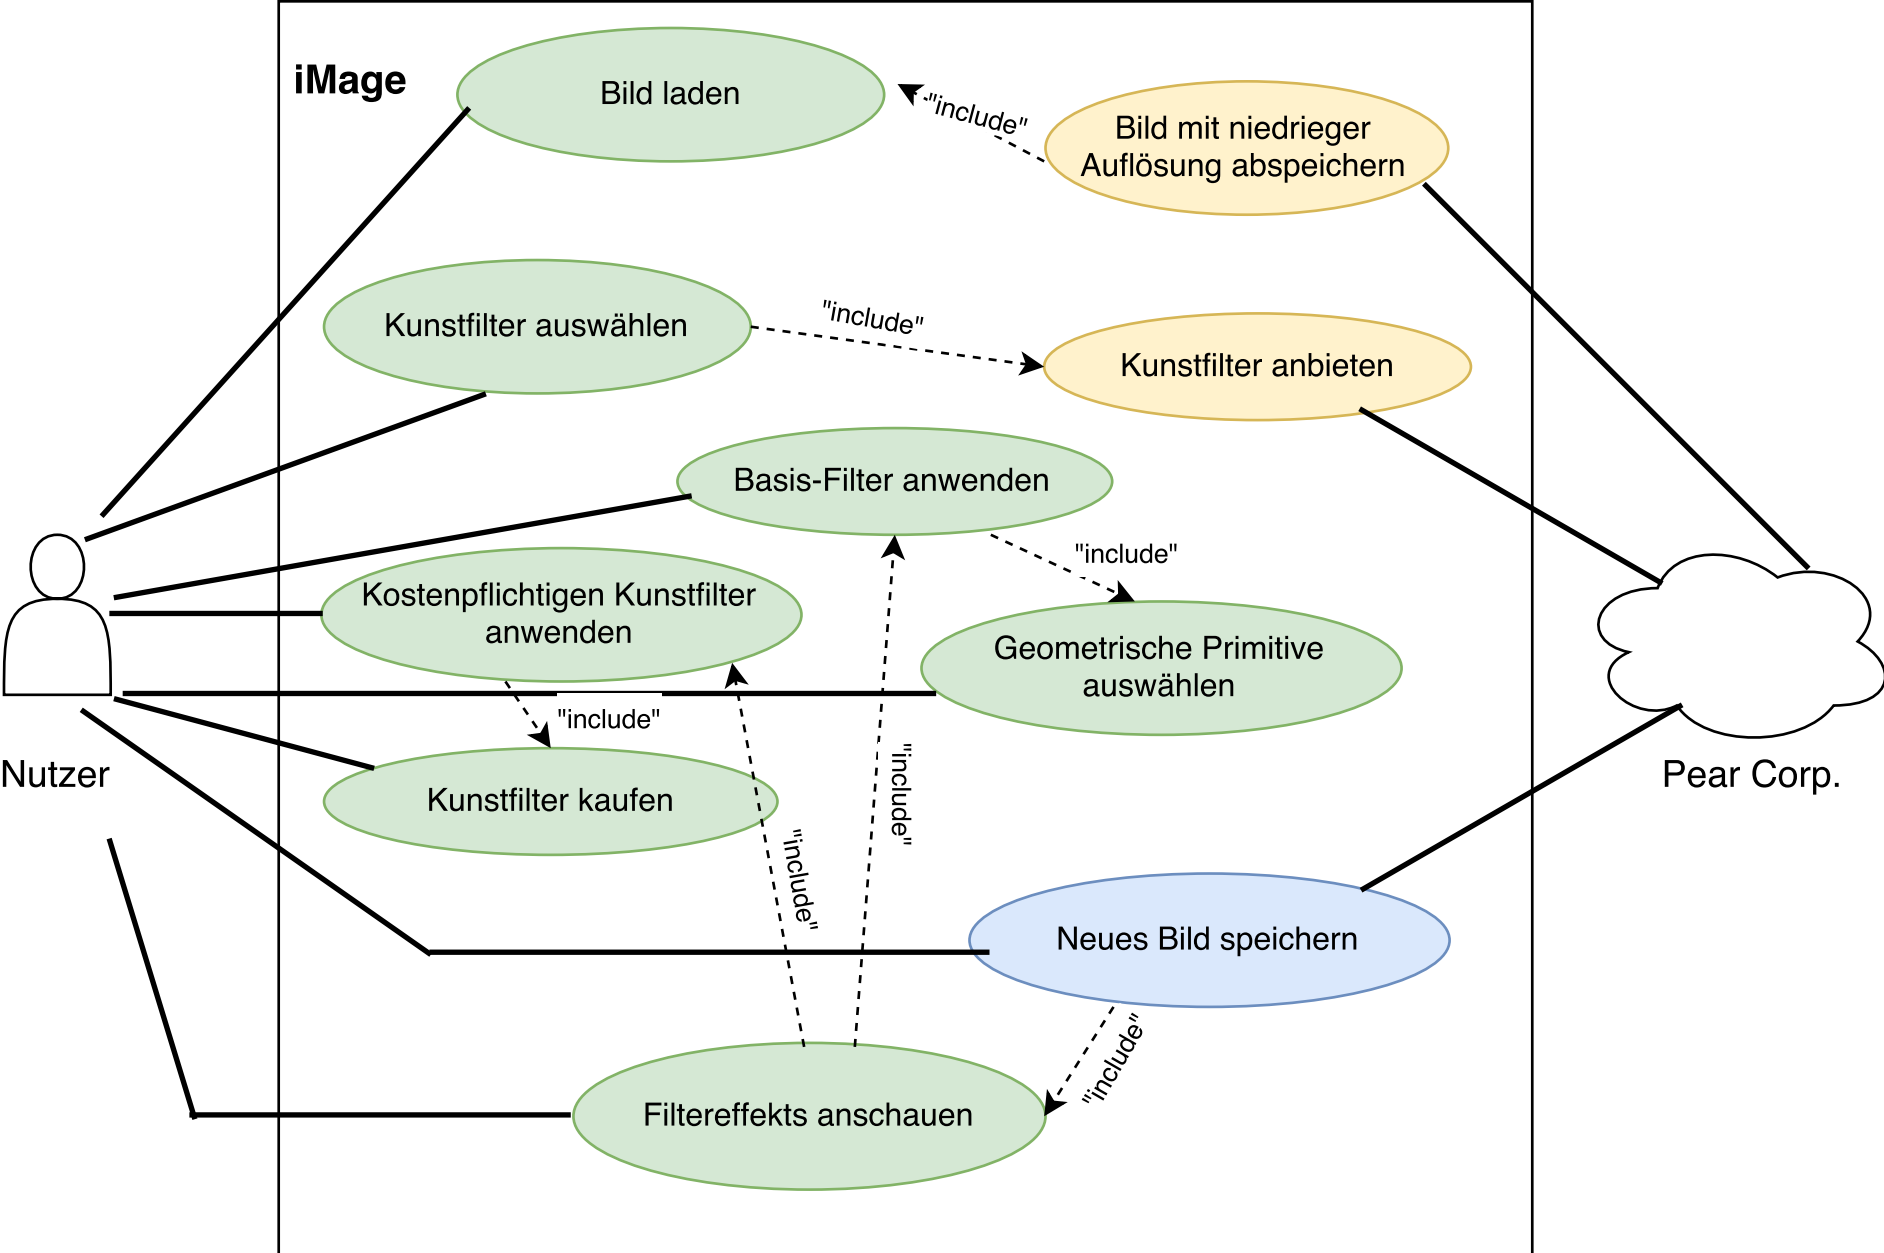 iMage
Bild laden
"include"
Bild mit niedrieger
Auflösung abspeichern
Kunstfilter auswählen
"include"
Kunstfilter anbieten
Basis-Filter anwenden
"include"
Kostenpflichtigen Kunstfilter
anwenden
Geometrische Primitive
auswählen
"include"
Nutzer
Pear Corp.
Kunstfilter kaufen
"include"
"include"
Neues Bild speichern
"include"
Filtereffekts anschauen